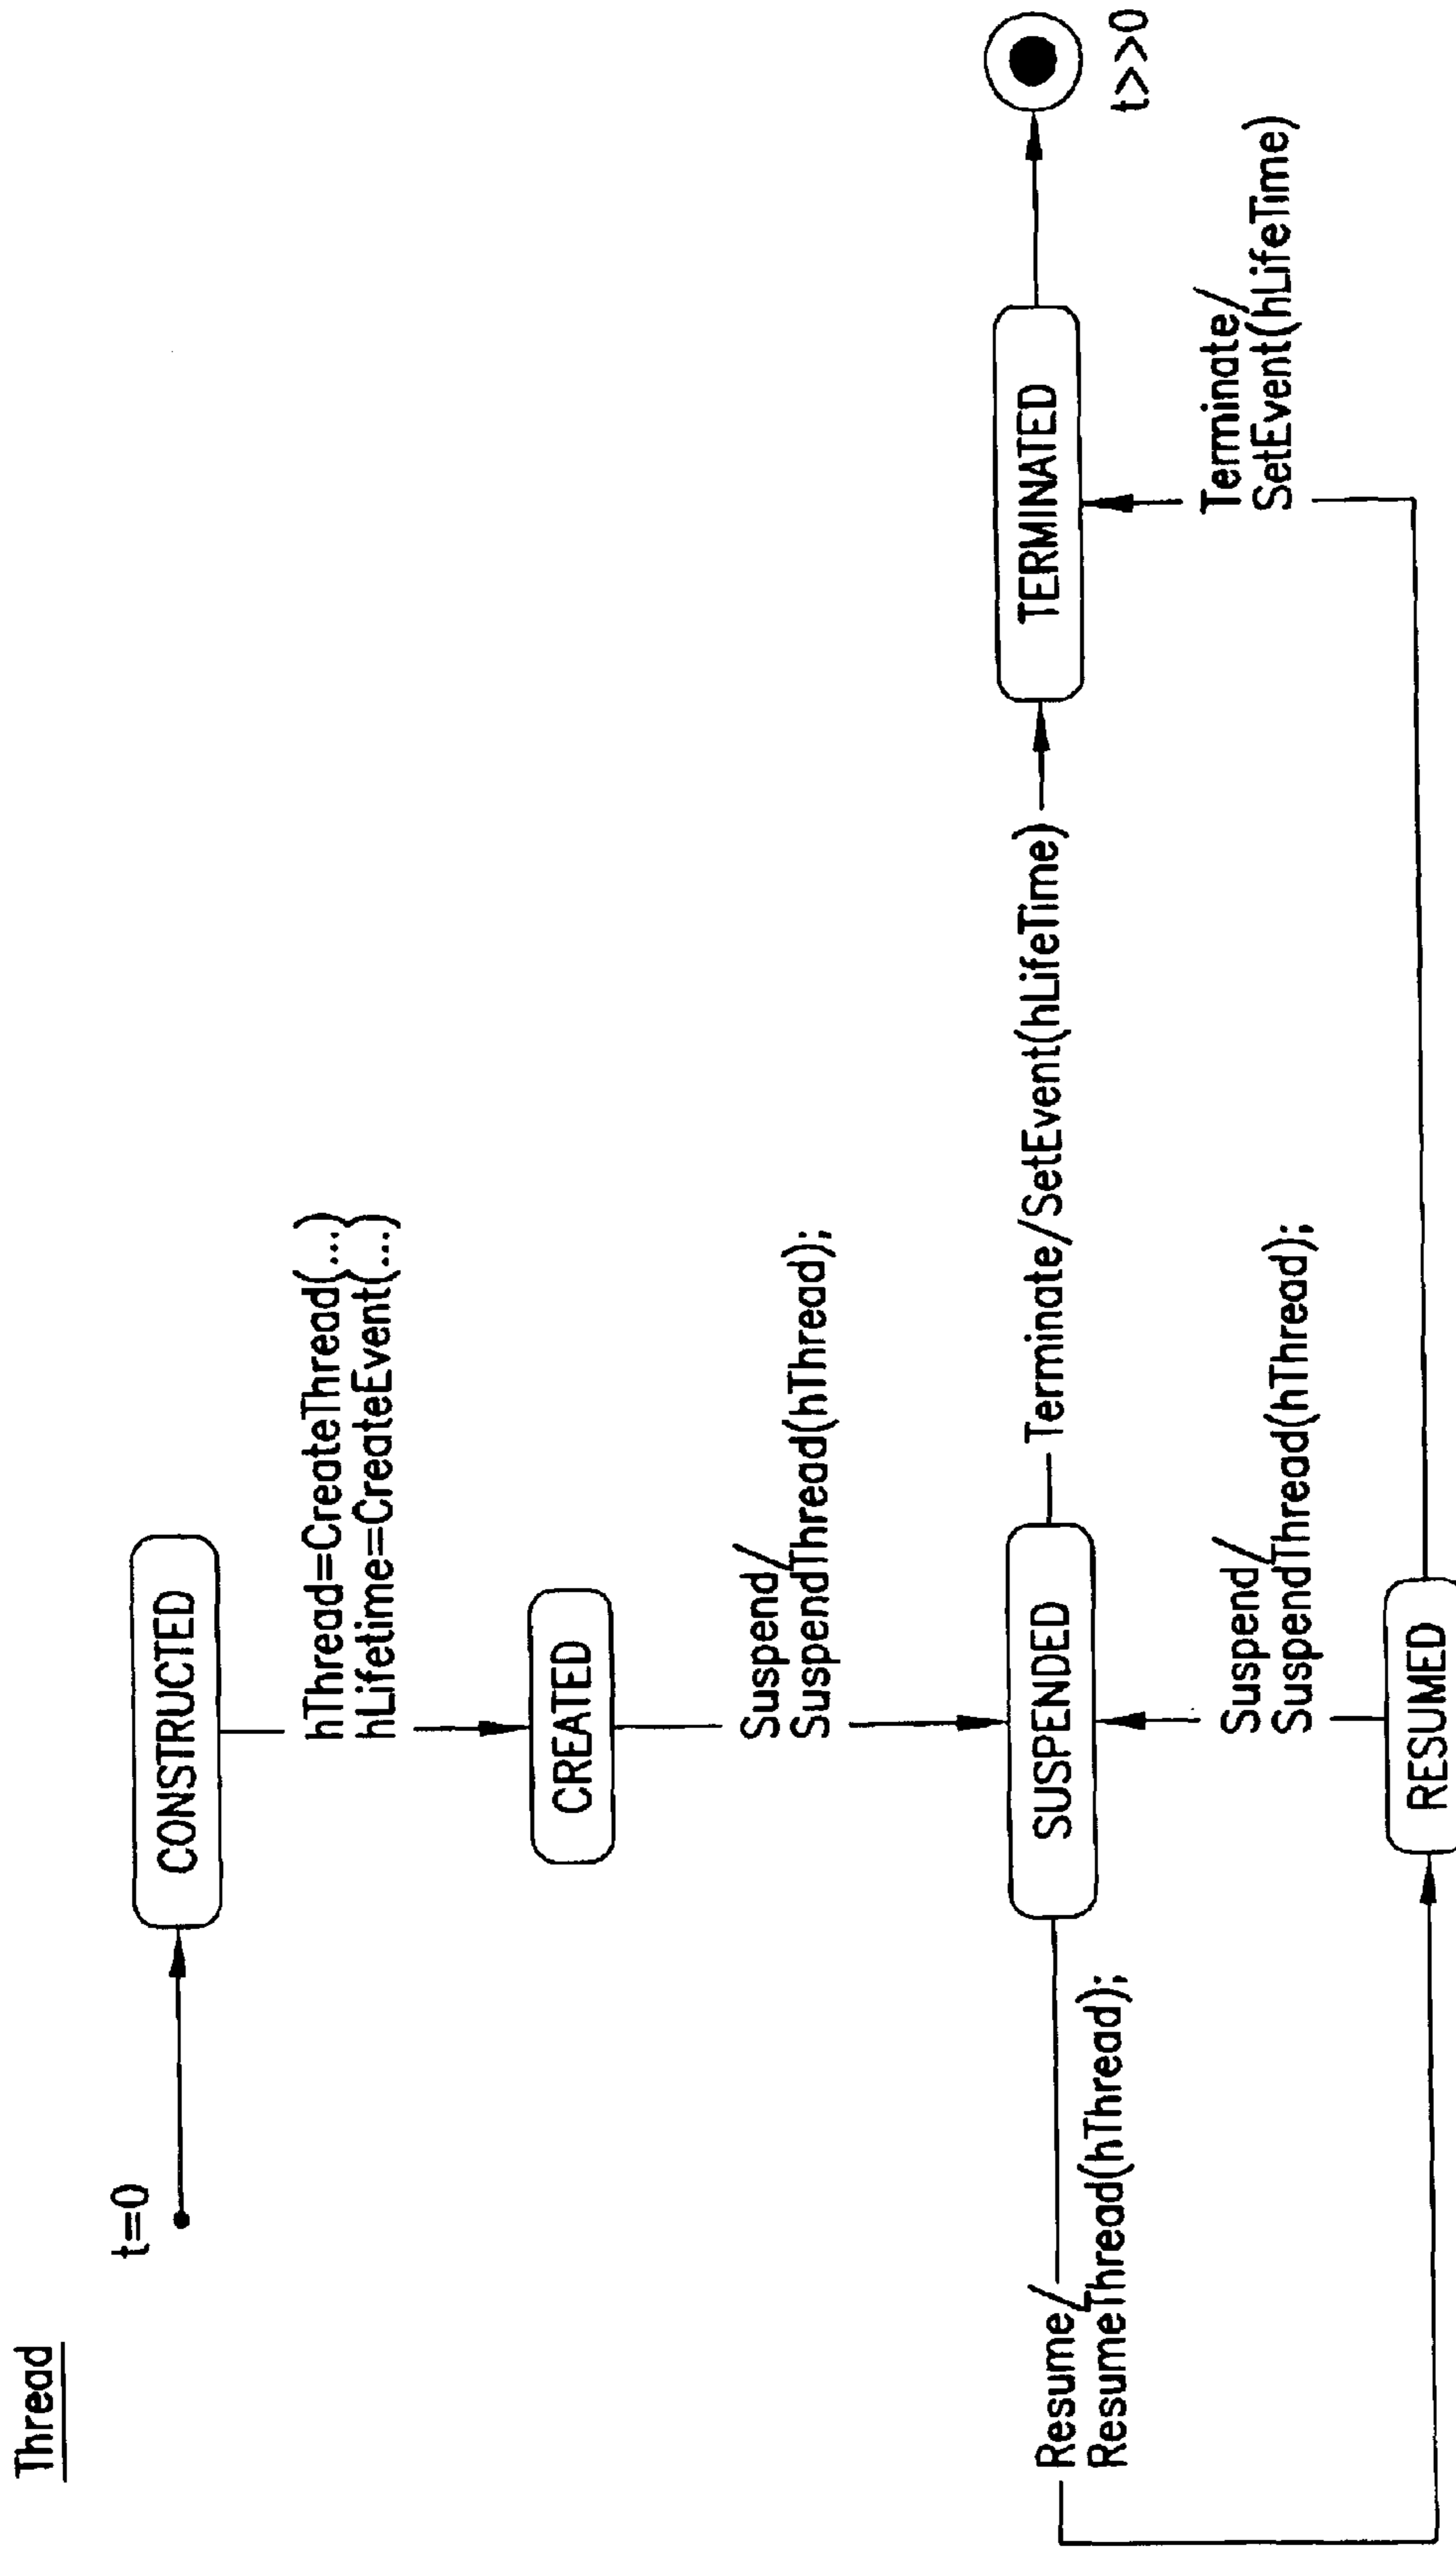 Thread
t=0
CONSTRUCTED
hThread=CreateThread(...)
hLifetime=CreateEvent(...)
CREATED
Suspend/
SuspendThread(hThread);
Resume/
ResumeThread(hThread);
SUSPENDED
Terminate/SetEvent(hLifeTime)
TERMINATED
t>>0
Suspend/
SuspendThread(hThread);
Terminate/
SetEvent(hLifeTime)
RESUMED